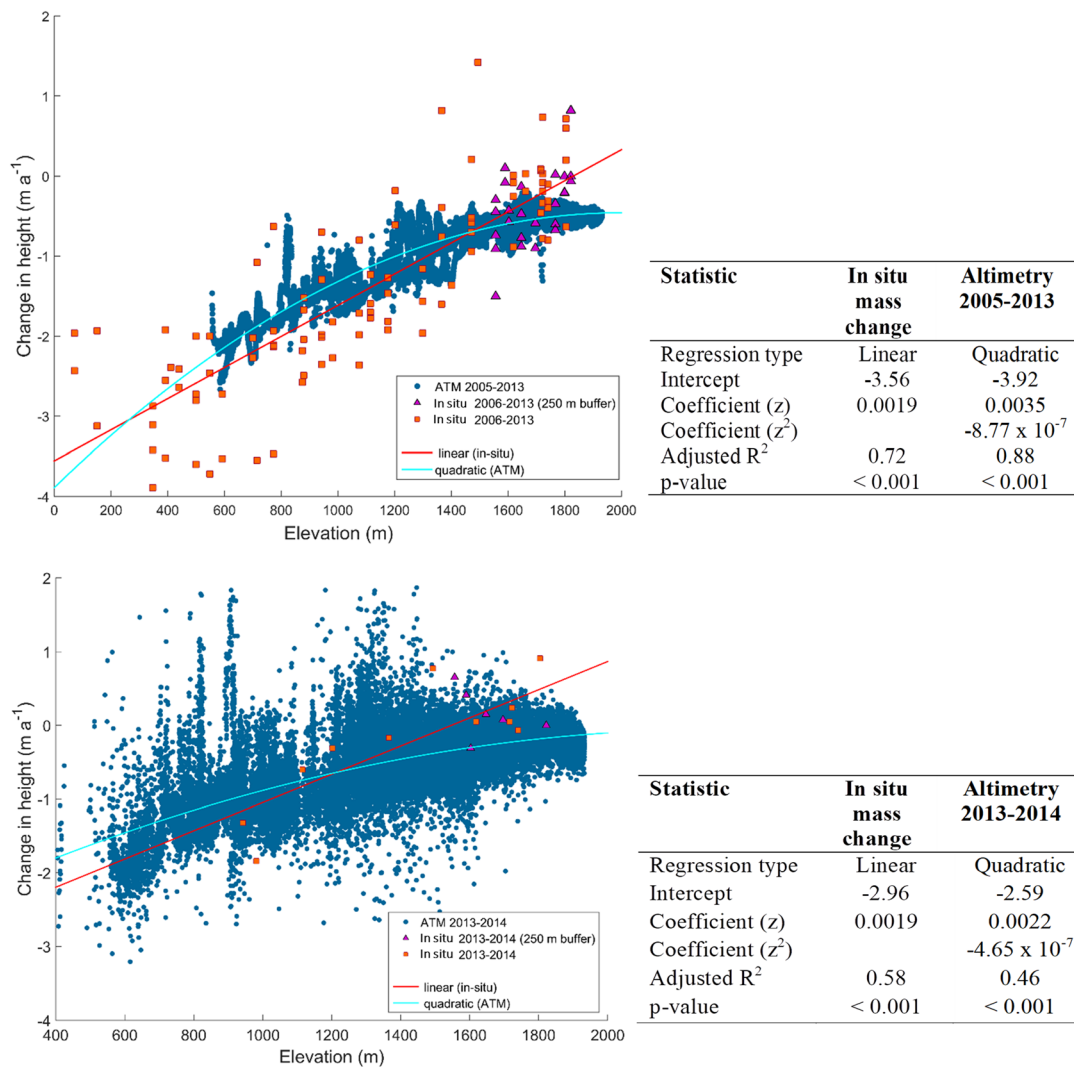 2
1
0
-1
-2
-3
-4
Change in height (m a⁻¹)
ATM 2005-2013
In situ 2006-2013 (250 m buffer)
In situ 2006-2013
linear (in-situ)
quadratic (ATM)
0 200 400 600 800 1000 1200 1400 1600 1800 2000
Elevation (m)
Statistic In situ mass change Altimetry 2005-2013
Regression type Linear Quadratic
Intercept -3.56 -3.92
Coefficient (z) 0.0019 0.0035
Coefficient (z²) -8.77 x 10⁻⁷
Adjusted R² 0.72 0.88
p-value < 0.001 < 0.001
2
1
0
-1
-2
-3
-4
Change in height (m a⁻¹)
ATM 2013-2014
In situ 2013-2014 (250 m buffer)
In situ 2013-2014
linear (in-situ)
quadratic (ATM)
400 600 800 1000 1200 1400 1600 1800 2000
Elevation (m)
Statistic In situ mass change Altimetry 2013-2014
Regression type Linear Quadratic
Intercept -2.96 -2.59
Coefficient (z) 0.0019 0.0022
Coefficient (z²) -4.65 x 10⁻⁷
Adjusted R² 0.58 0.46
p-value < 0.001 < 0.001